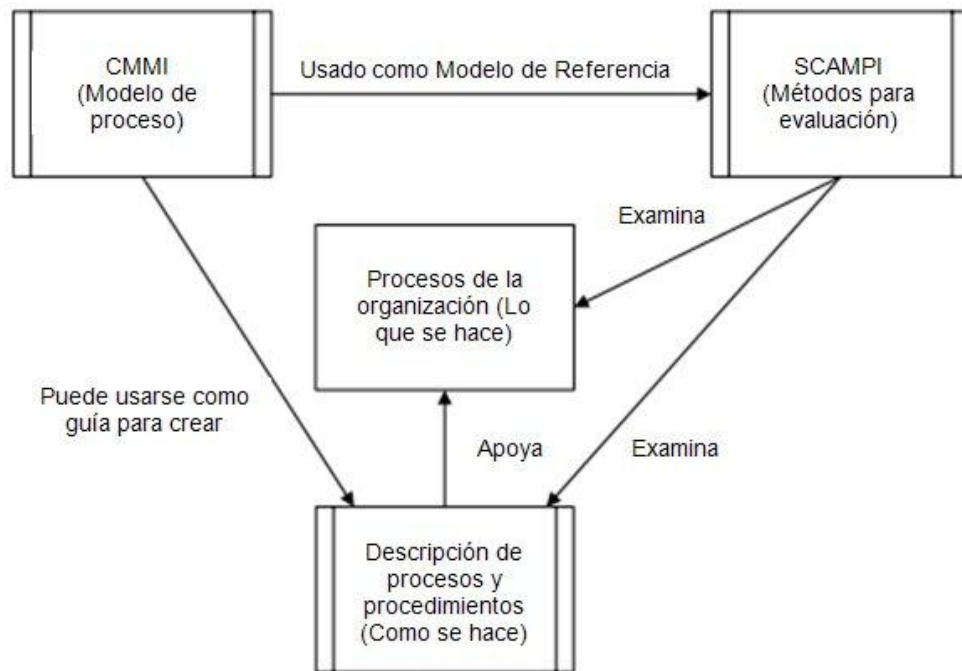 CMMI
(Modelo de
proceso)
Usado como Modelo de Referencia
SCAMPI
(Métodos para
evaluación)
Examina
Procesos de la
organización (Lo
que se hace)
Puede usarse como
guía para crear
Apoya
Examina
Descripción de
procesos y
procedimientos
(Como se hace)